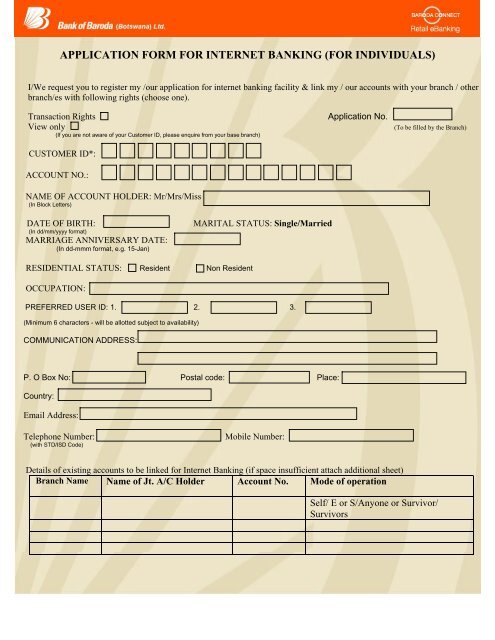 Bank of Baroda (Botswana) Ltd.
BARODA CONNECT
Retail eBanking
APPLICATION FORM FOR INTERNET BANKING (FOR INDIVIDUALS)
I/We request you to register my /our application for internet banking facility & link my / our accounts with your branch / other
branch/es with following rights (choose one).
Transaction Rights
Application No.
View only
(To be filled by the Branch)
(If you are not aware of your Customer ID, please enquire from your base branch)
CUSTOMER ID*:
ACCOUNT NO.:
NAME OF ACCOUNT HOLDER: Mr/Mrs/Miss
(In Block Letters)
DATE OF BIRTH:
MARITAL STATUS: Single/Married
(In dd/mm/yyyy format)
MARRIAGE ANNIVERSARY DATE:
(In dd-mmm format, e.g. 15-Jan)
RESIDENTIAL STATUS: Resident Non Resident
OCCUPATION:
PREFERRED USER ID: 1. 2. 3.
(Minimum 6 characters - will be allotted subject to availability)
COMMUNICATION ADDRESS:
P. O Box No: Postal code: Place:
Country:
Email Address:
Telephone Number: Mobile Number:
(with STD/ISD Code)
Details of existing accounts to be linked for Internet Banking (if space insufficient attach additional sheet)
Branch Name Name of Jt. A/C Holder Account No. Mode of operation
Self/ E or S/Anyone or Survivor/
Survivors